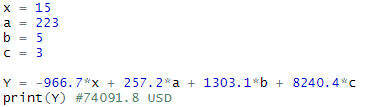 x = 15
a = 223
b = 5
c = 3
Y = -966.7*x + 257.2*a + 1303.1*b + 8240.4*c
print(Y) #74091.8 USD